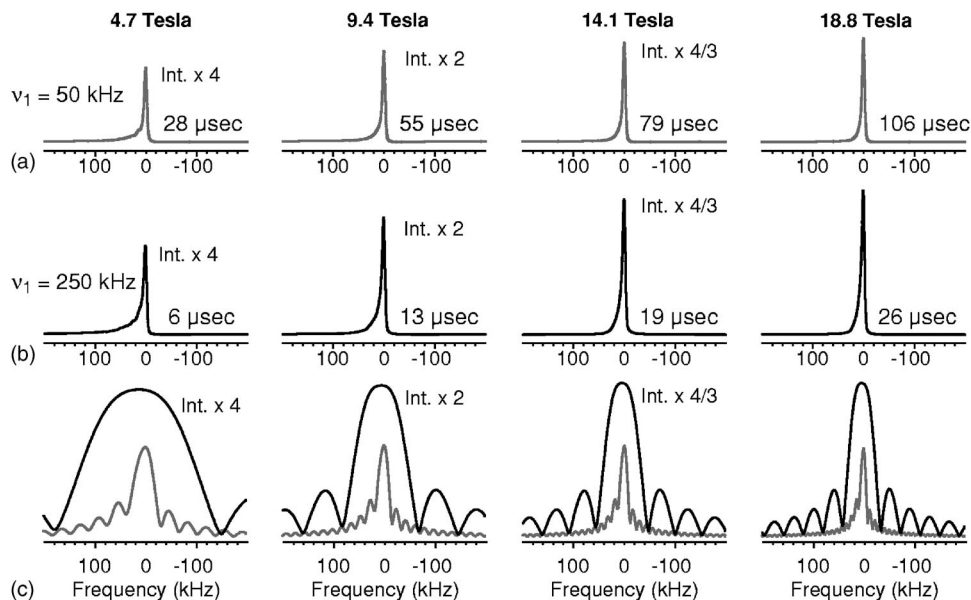 4.7 Tesla 9.4 Tesla 14.1 Tesla 18.8 Tesla
ν1 = 50 kHz
Int. x 4 Int. x 2 Int. x 4/3
28 µsec 55 µsec 79 µsec 106 µsec
(a)
100 0 -100 100 0 -100 100 0 -100 100 0 -100
ν1 = 250 kHz
Int. x 4 Int. x 2 Int. x 4/3
6 µsec 13 µsec 19 µsec 26 µsec
(b)
100 0 -100 100 0 -100 100 0 -100 100 0 -100
Int. x 4 Int. x 2 Int. x 4/3
100 0 -100 100 0 -100 100 0 -100 100 0 -100
(c) Frequency (kHz) Frequency (kHz) Frequency (kHz) Frequency (kHz)